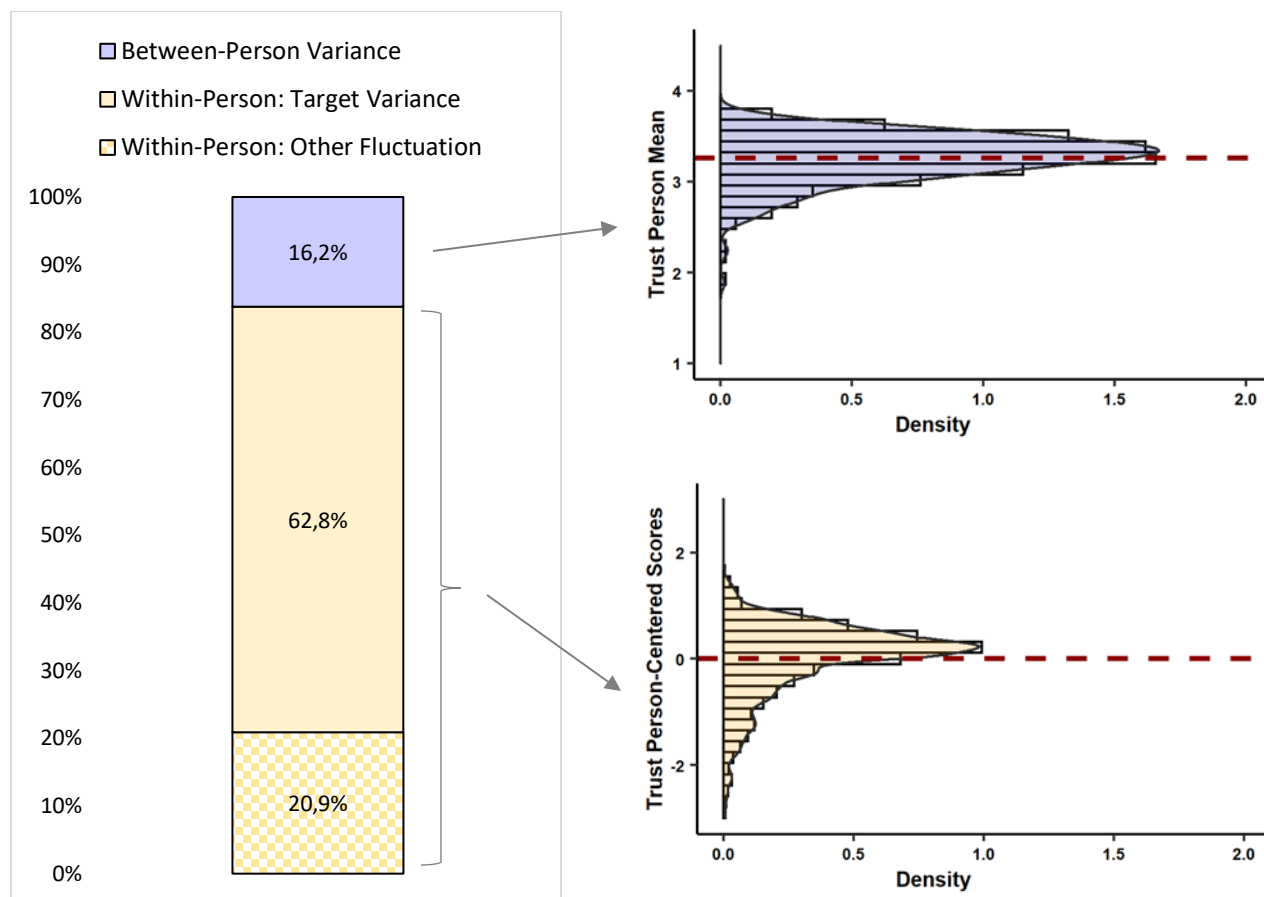 Between-Person Variance
Within-Person: Target Variance
Within-Person: Other Fluctuation
100%
90%
80%
70%
60%
50%
40%
30%
20%
10%
0%
16,2%
62,8%
20,9%
Trust Person Mean
4
3
2
1
0.0 0.5 1.0 1.5 2.0
Density
Trust Person-Centered Scores
2
0
-2
0.0 0.5 1.0 1.5 2.0
Density